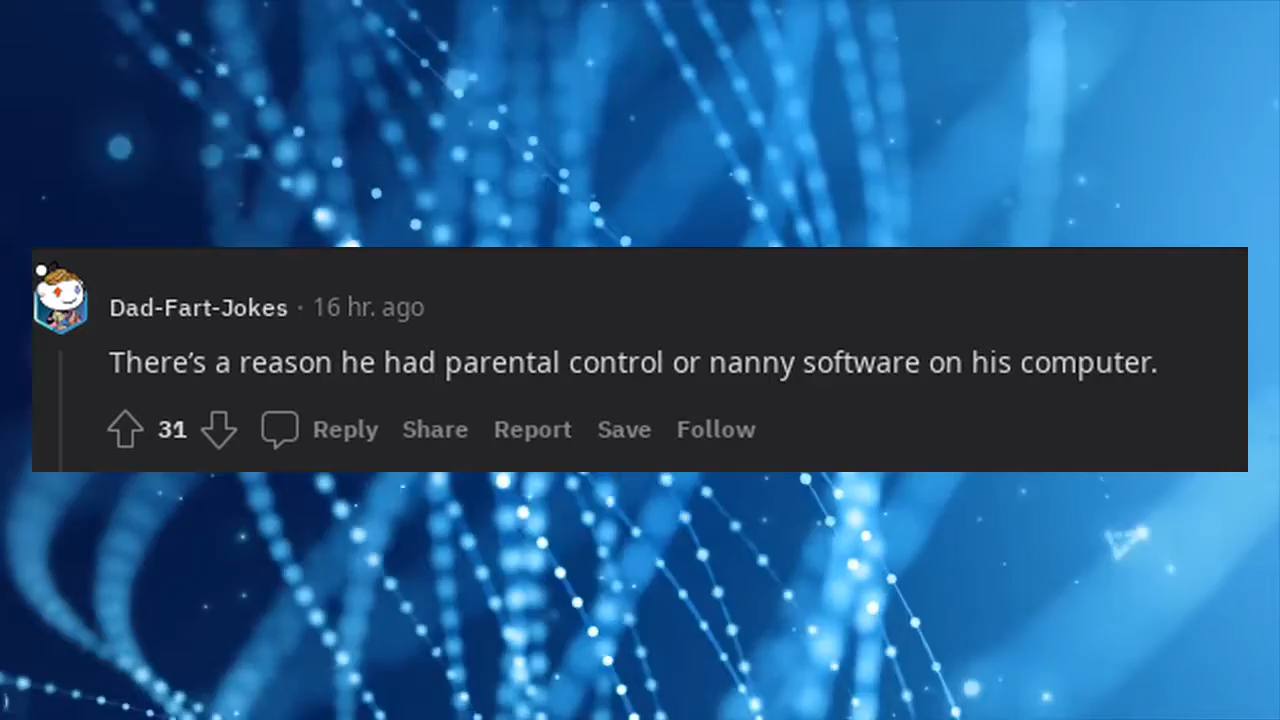 Dad-Fart-Jokes · 16 hr. ago
There’s a reason he had parental control or nanny software on his computer.
31 Reply Share Report Save Follow